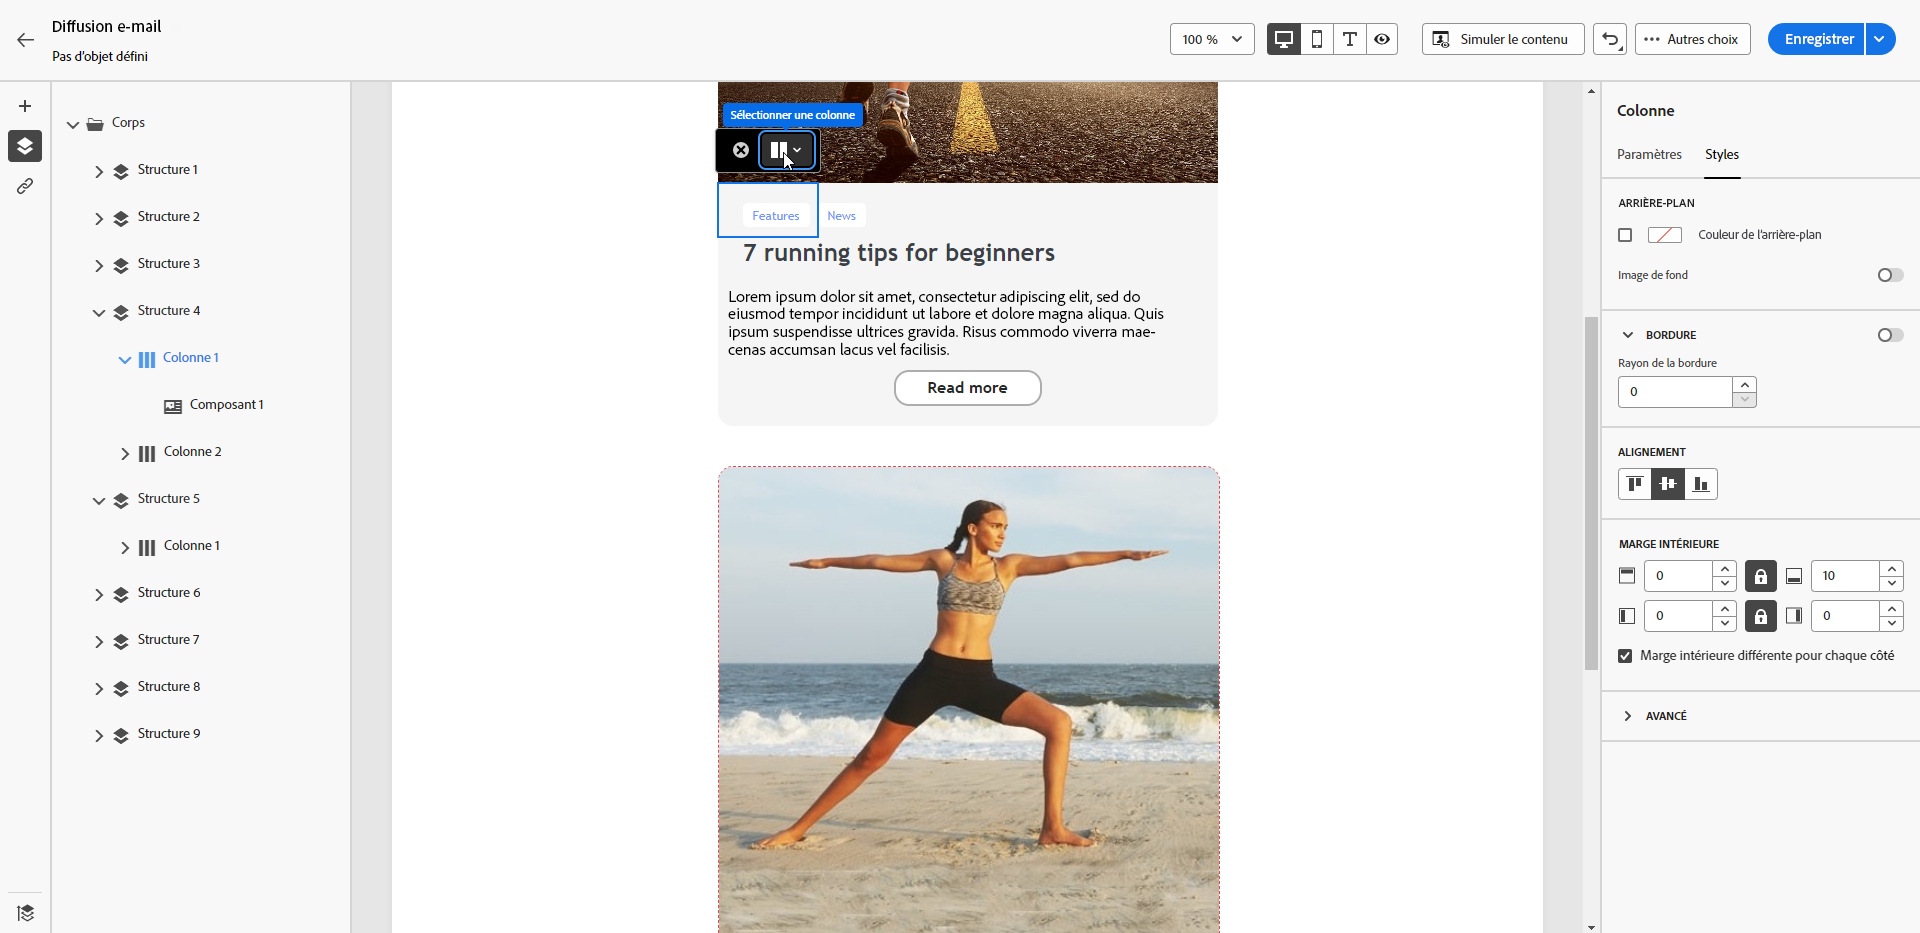 Diffusion e-mail
Pas d'objet défini
100 %
Simuler le contenu
Autres choix
Enregistrer
Corps
Structure 1
Structure 2
Structure 3
Structure 4
Colonne 1
Composant 1
Colonne 2
Structure 5
Colonne 1
Structure 6
Structure 7
Structure 8
Structure 9
Sélectionner une colonne
Features News
7 running tips for beginners
Lorem ipsum dolor sit amet, consectetur adipiscing elit, sed do
eiusmod tempor incididunt ut labore et dolore magna aliqua. Quis
ipsum suspendisse ultrices gravida. Risus commodo viverra mae-
cenas accumsan lacus vel facilisis.
Read more
Colonne
Paramètres Styles
ARRIÈRE-PLAN
Couleur de l'arrière-plan
Image de fond
BORDURE
Rayon de la bordure
0
ALIGNEMENT
MARGE INTÉRIEURE
0 10
0 0
Marge intérieure différente pour chaque côté
AVANCÉ